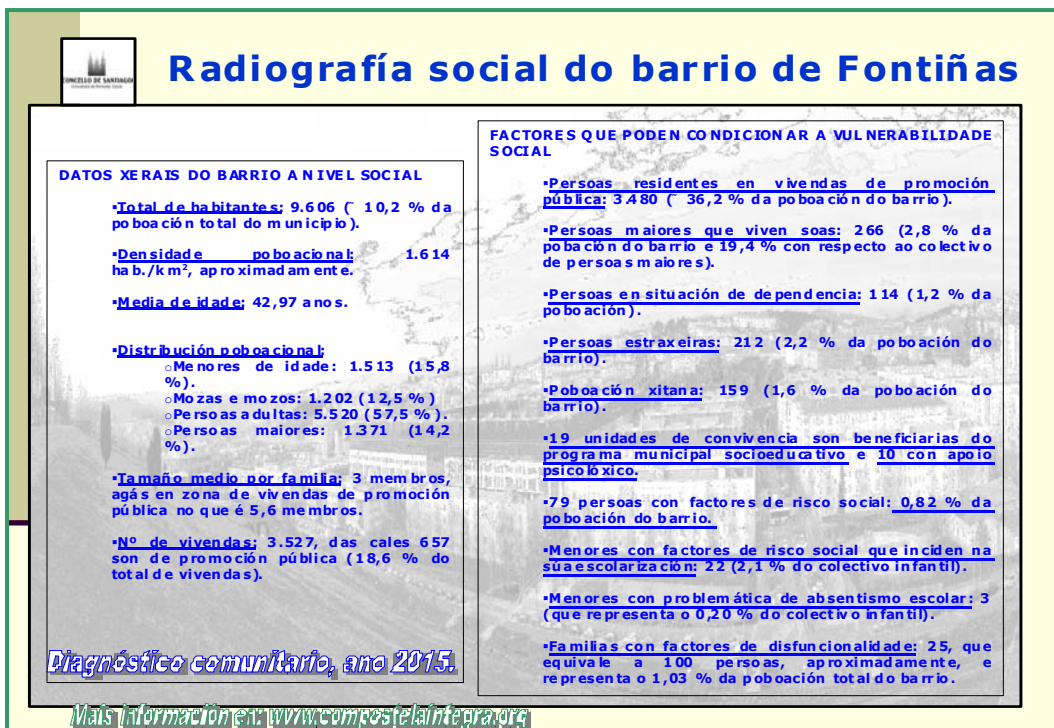 CONCELLO DE SANTIAGO
Radiografía social do barrio de Fontiñas
DATOS XERAIS DO BARRIO A NIVEL SOCIAL
▪Total de habitantes: 9.606 (¯ 10,2 % da
poboación total do municipio).
▪Densidade poboacional: 1.614
hab./km², aproximadamente.
▪Media de idade: 42,97 anos.
▪Distribución poboacional:
oMenores de idade: 1.513 (15,8
%).
oMozas e mozos: 1.202 (12,5 %)
oPersoas adultas: 5.520 (57,5 %).
oPersoas maiores: 1.371 (14,2
%).
▪Tamaño medio por familia: 3 membros,
agás en zona de vivendas de promoción
pública no que é 5,6 membros.
▪Nº de vivendas: 3.527, das cales 657
son de promoción pública (18,6 % do
total de vivendas).
Diagnóstico comunitario, ano 2015.
FACTORES QUE PODEN CONDICIONAR A VULNERABILIDADE
SOCIAL
▪Persoas residentes en vivendas de promoción
pública: 3.480 (¯ 36,2 % da poboación do barrio).
▪Persoas maiores que viven soas: 266 (2,8 % da
pobación do barrio e 19,4 % con respecto ao colectivo
de persoas maiores).
▪Persoas en situación de dependencia: 114 (1,2 % da
poboación).
▪Persoas estraxeiras: 212 (2,2 % da poboación do
barrio).
▪Poboación xitana: 159 (1,6 % da poboación do
barrio).
▪19 unidades de convivencia son beneficiarias do
programa municipal socioeducativo e 10 con apoio
psicolóxico.
▪79 persoas con factores de risco social: 0,82 % da
poboación do barrio.
▪Menores con factores de risco social que inciden na
súa escolarización: 22 (2,1 % do colectivo infantil).
▪Menores con problemática de absentismo escolar: 3
(que representa o 0,20 % do colectivo infantil).
▪Familias con factores de disfuncionalidade: 25, que
equivale a 100 persoas, aproximadamente, e
representa o 1,03 % da poboación total do barrio.
Mais información en: www.compostelaintegra.org